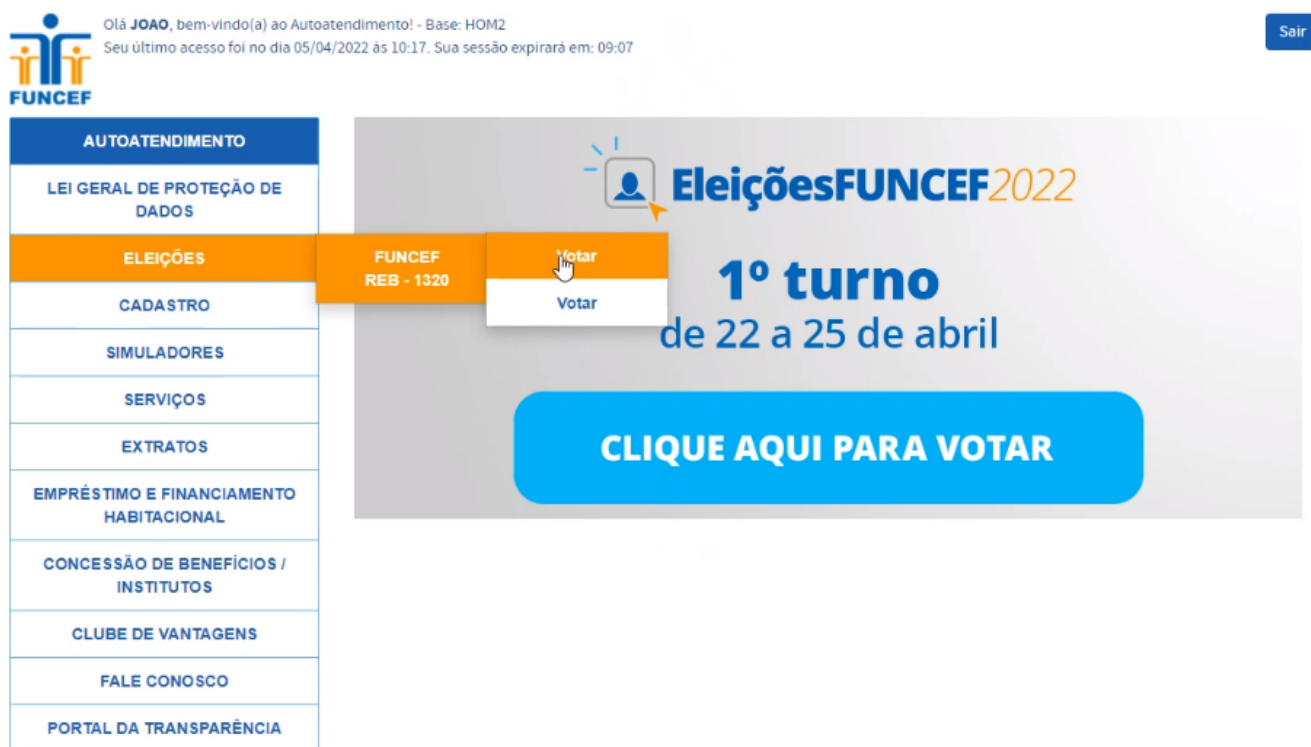 Olá JOAO, bem-vindo(a) ao Autoatendimento! - Base: HOM2
Seu último acesso foi no dia 05/04/2022 às 10:17. Sua sessão expirará em: 09:07
Sair
FUNCEF
AUTOATENDIMENTO
LEI GERAL DE PROTEÇÃO DE
DADOS
ELEIÇÕES
CADASTRO
SIMULADORES
SERVIÇOS
EXTRATOS
EMPRÉSTIMO E FINANCIAMENTO
HABITACIONAL
CONCESSÃO DE BENEFÍCIOS /
INSTITUTOS
CLUBE DE VANTAGENS
FALE CONOSCO
PORTAL DA TRANSPARÊNCIA
FUNCEF
REB - 1320
Votar
Votar
EleiçõesFUNCEF2022
1º turno
de 22 a 25 de abril
CLIQUE AQUI PARA VOTAR